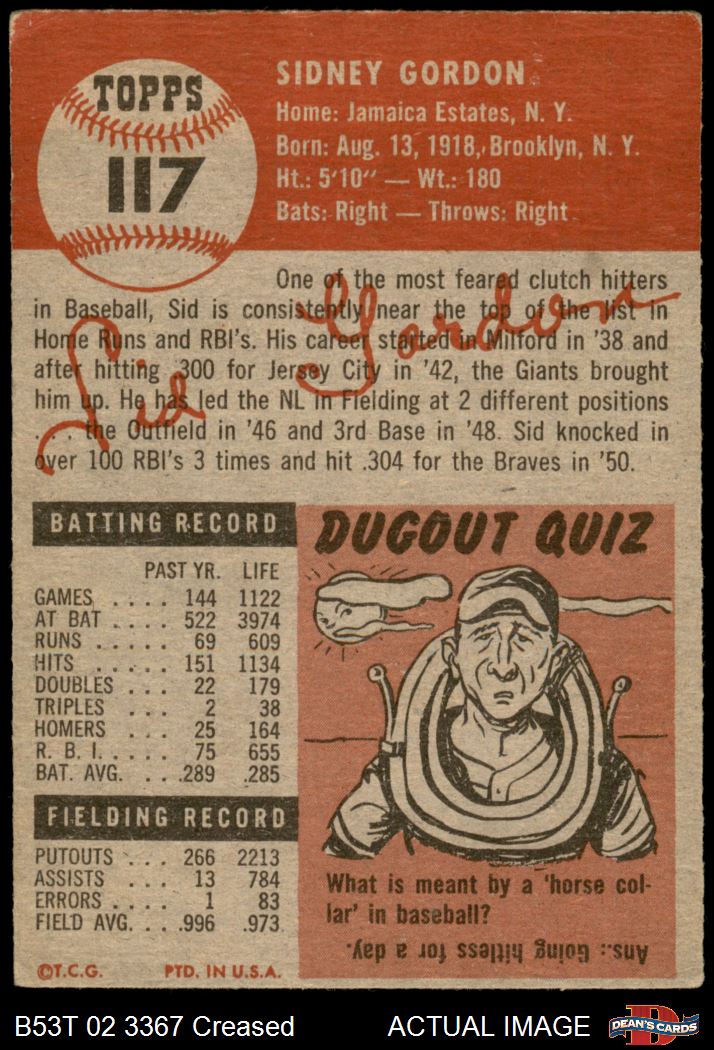 TOPPS
117
SIDNEY GORDON
Home: Jamaica Estates, N. Y.
Born: Aug. 13, 1918, Brooklyn, N. Y.
Ht.: 5'10" — Wt.: 180
Bats: Right — Throws: Right
One of the most feared clutch hitters
in Baseball, Sid is consistently near the top of the list in
Home Runs and RBI's. His career started in Milford in '38 and
after hitting .300 for Jersey City in '42, the Giants brought
him up. He has led the NL in Fielding at 2 different positions
. . . the Outfield in '46 and 3rd Base in '48. Sid knocked in
over 100 RBI's 3 times and hit .304 for the Braves in '50.
Sid Gordon
BATTING RECORD
PAST YR. LIFE
GAMES . . . . 144 1122
AT BAT . . . . 522 3974
RUNS . . . . . 69 609
HITS . . . . . 151 1134
DOUBLES . . . 22 179
TRIPLES . . . 2 38
HOMERS . . . 25 164
R. B. I. . . . . 75 655
BAT. AVG. . . .289 .285
FIELDING RECORD
PUTOUTS . . . 266 2213
ASSISTS . . . 13 784
ERRORS . . . . 1 83
FIELD AVG. . . .996 .973
©T.C.G. PTD. IN U.S.A.
DUGOUT QUIZ
What is meant by a 'horse col-
lar' in baseball?
Ans.: Going hitless for a day.
B53T 02 3367 Creased ACTUAL IMAGE
D
DEAN'S CARDS